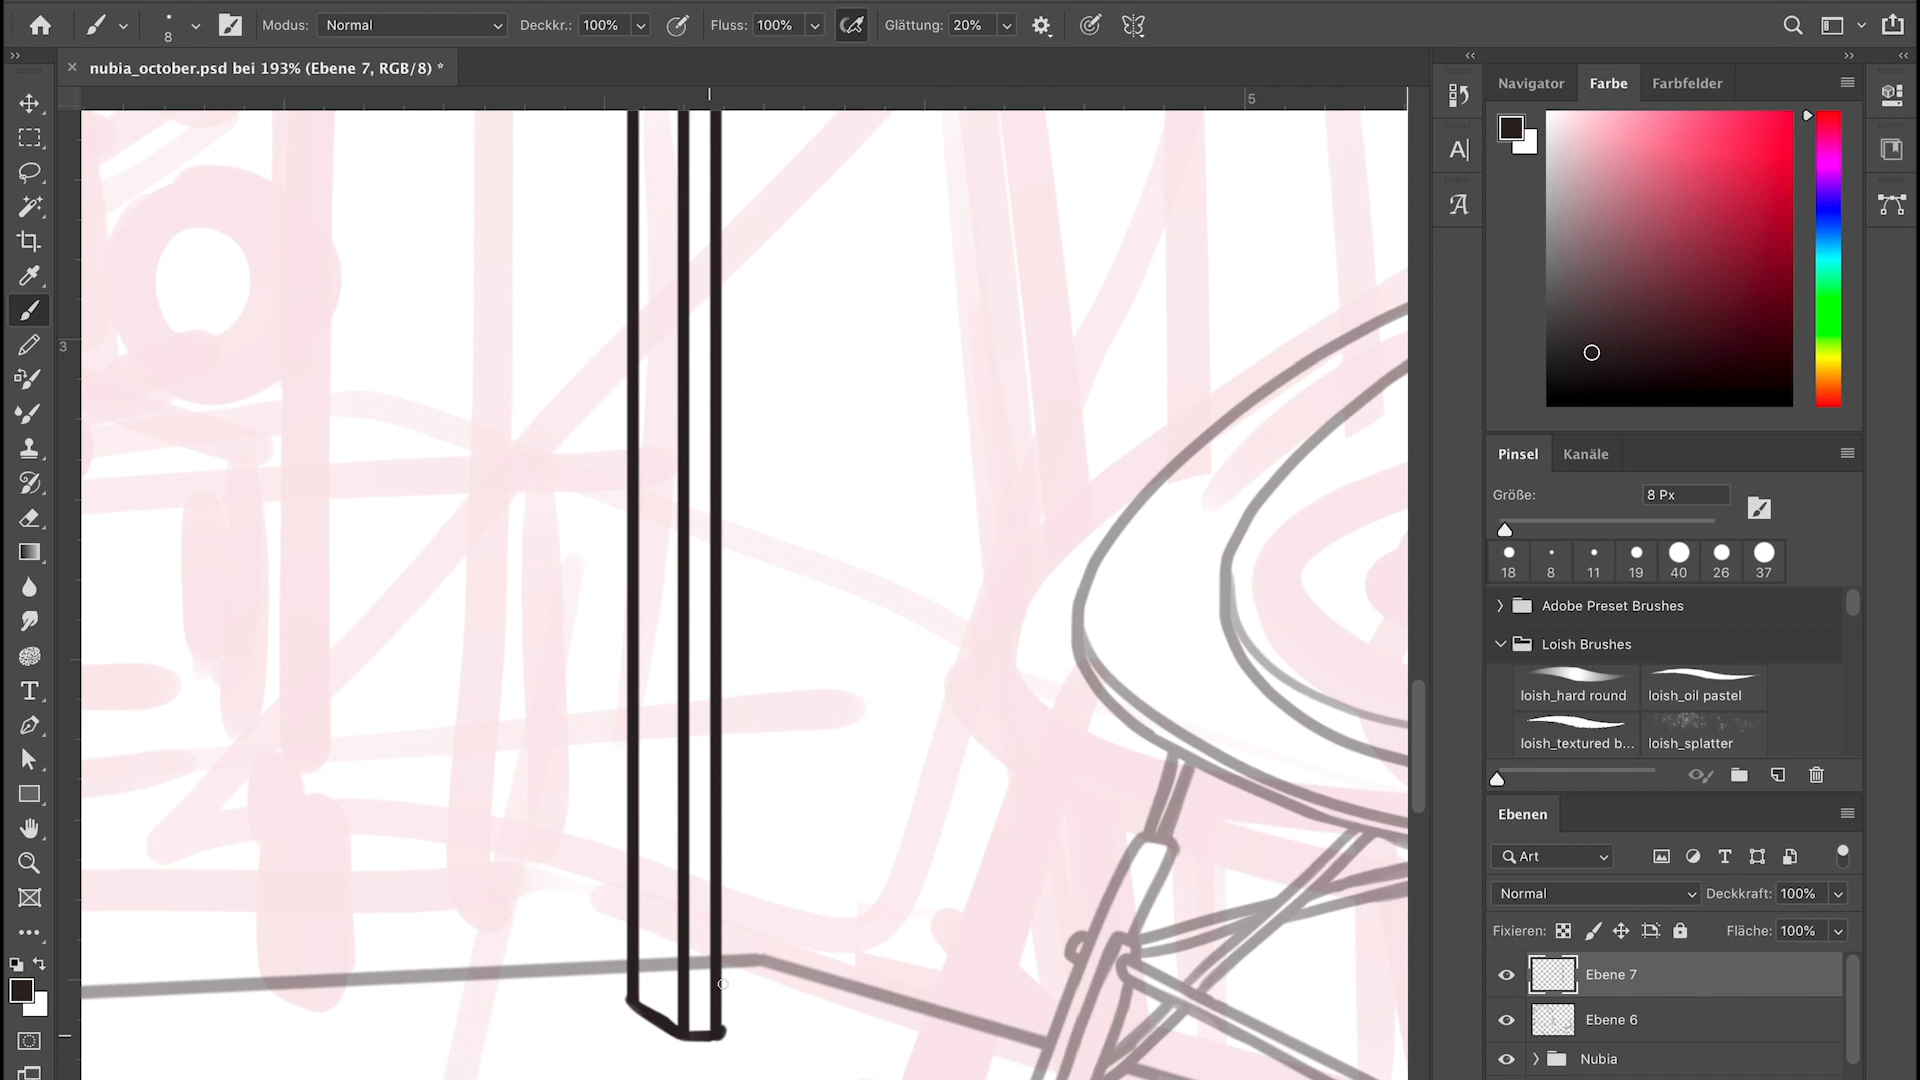 8 Modus: Normal Deckkr.: 100% Fluss: 100% Glättung: 20%
nubia_october.psd bei 193% (Ebene 7, RGB/8) *
5
3
Navigator Farbe Farbfelder
Pinsel Kanäle
Größe: 8 Px
18 8 11 19 40 26 37
Adobe Preset Brushes
Loish Brushes
loish_hard round loish_oil pastel
loish_textured b... loish_splatter
Ebenen
Art
Normal Deckkraft: 100%
Fixieren: Fläche: 100%
Ebene 7
Ebene 6
Nubia